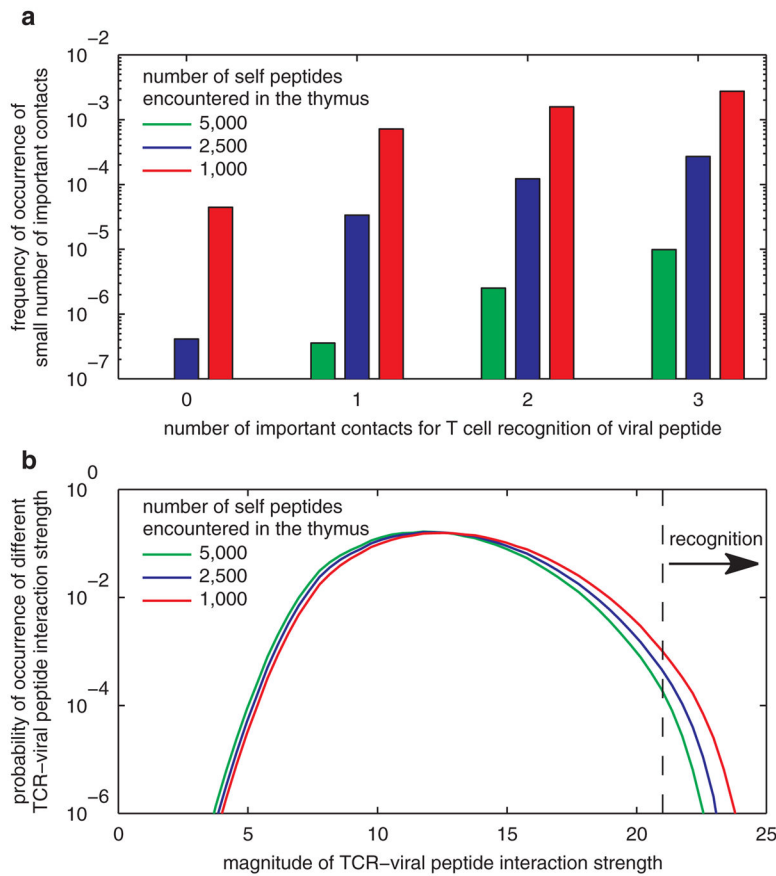 a
frequency of occurrence of
small number of important contacts
10 -2
10 -3
10 -4
10 -5
10 -6
10 -7
number of self peptides
encountered in the thymus
5,000
2,500
1,000
0 1 2 3
number of important contacts for T cell recognition of viral peptide
b
probability of occurrence of different
TCR–viral peptide interaction strength
10 0
10 -2
10 -4
10 -6
number of self peptides
encountered in the thymus
5,000
2,500
1,000
recognition
0 5 10 15 20 25
magnitude of TCR–viral peptide interaction strength